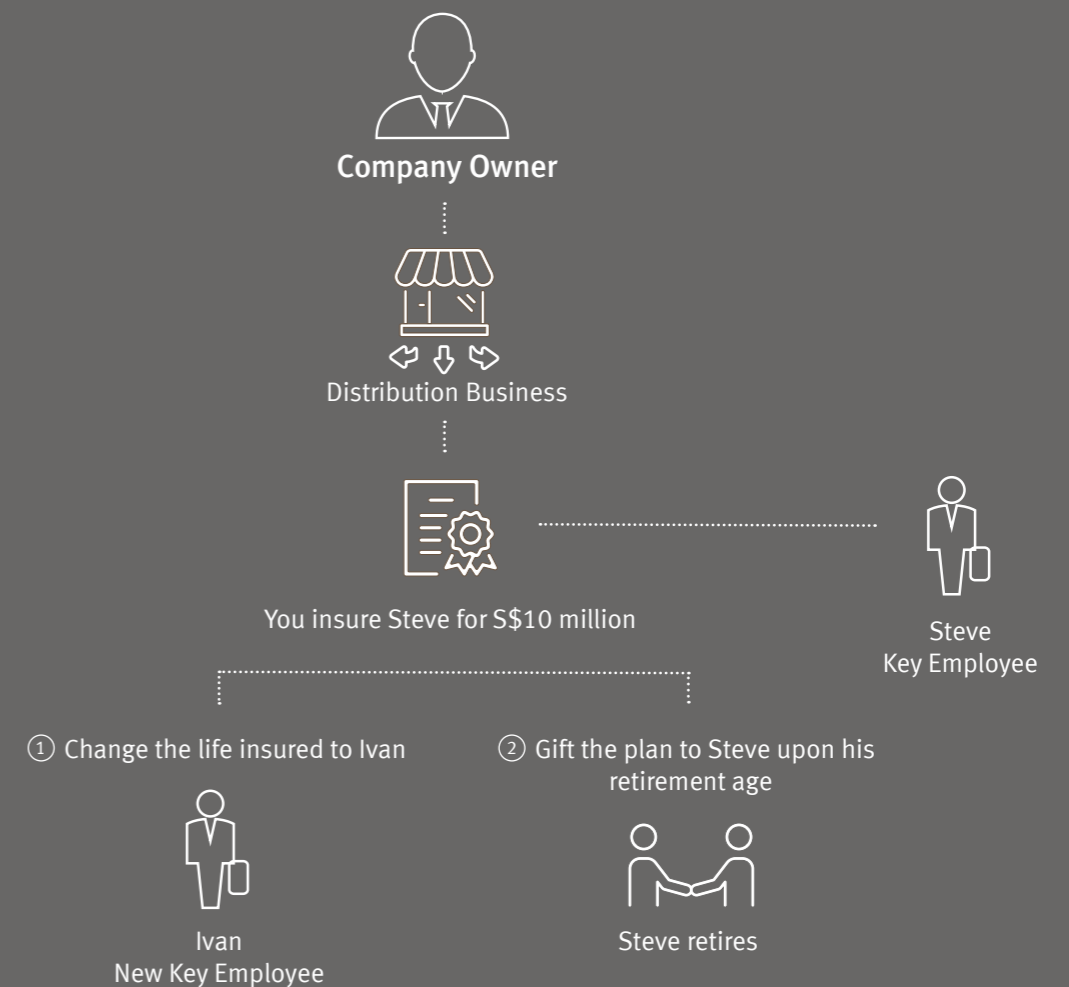 Company Owner
Distribution Business
You insure Steve for S$10 million
Steve
Key Employee
① Change the life insured to Ivan
② Gift the plan to Steve upon his
retirement age
Ivan
New Key Employee
Steve retires